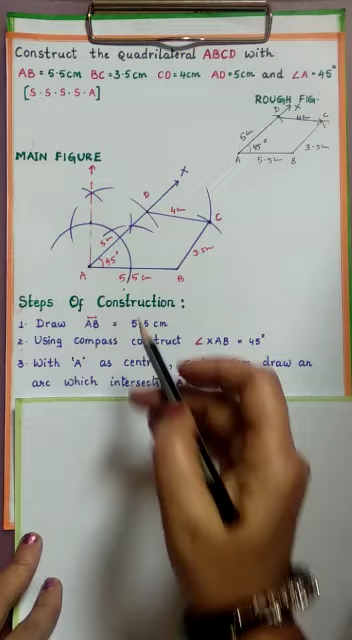 Construct the quadrilateral ABCD with
AB = 5.5cm BC = 3.5cm CD = 4cm AD = 5cm and ∠A = 45°
[S.S.S.S.A]
ROUGH FIG.
D X
4cm C
5cm
45° 3.5cm
A 5.5cm B
MAIN FIGURE
X
D
4cm
C
5cm
45° 3.5cm
A 5.5cm B
Steps Of Construction:
1. Draw AB = 5.5 cm
2. Using compass construct ∠XAB = 45°
3. With 'A' as centre, draw an
arc which intersects